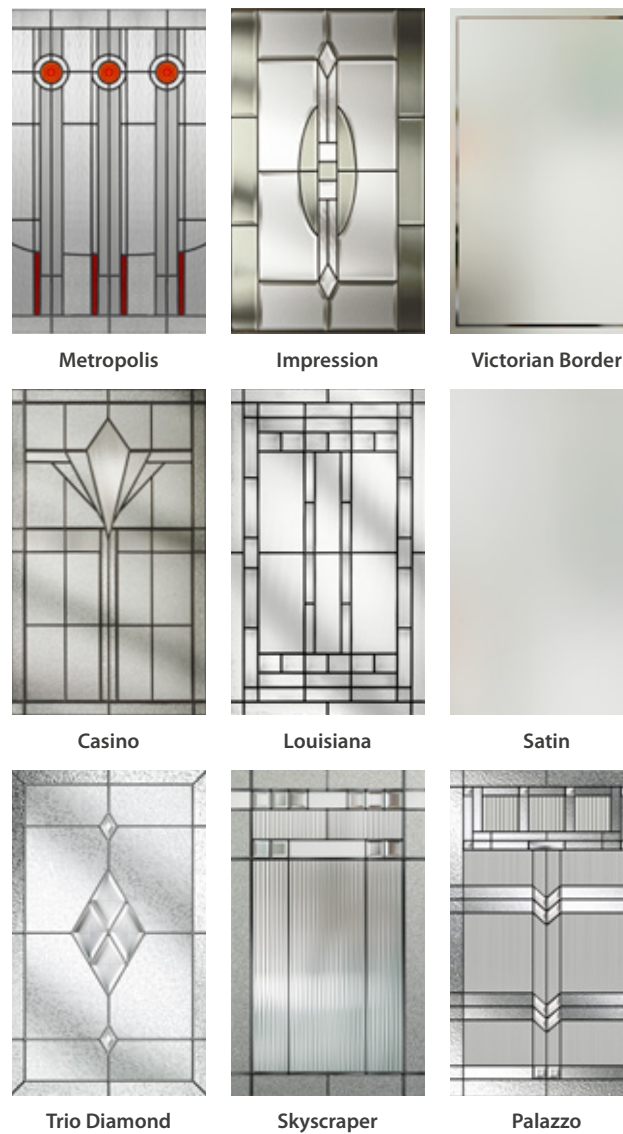 Metropolis
Impression
Victorian Border
Casino
Louisiana
Satin
Trio Diamond
Skyscraper
Palazzo